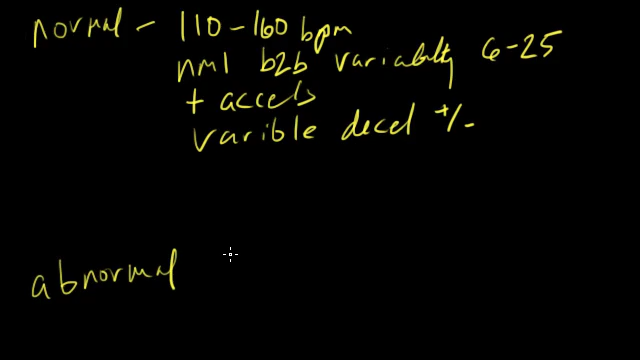 normal - 110-160 bpm
nml b2b variabilty 6-25
+ accels
varible decel +/-
abnormal